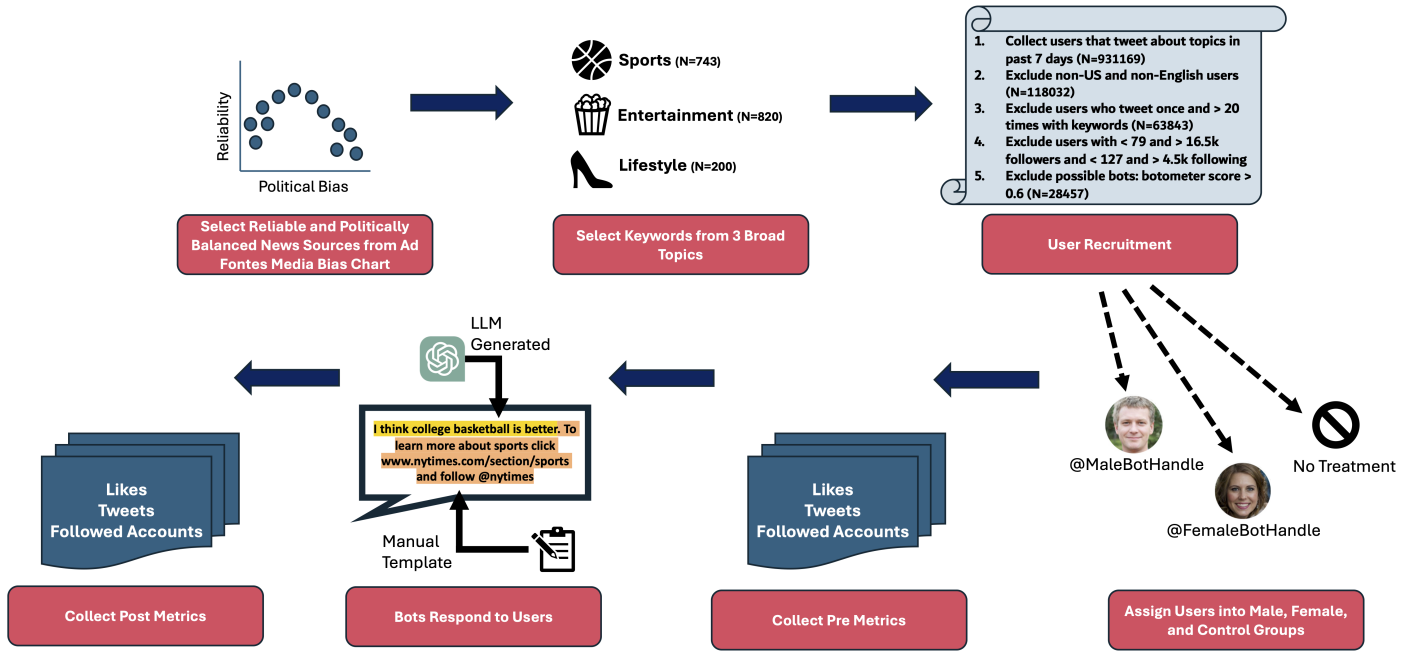 Reliability
Political Bias
Select Reliable and Politically
Balanced News Sources from Ad
Fontes Media Bias Chart
Sports (N=743)
Entertainment (N=820)
Lifestyle (N=200)
Select Keywords from 3 Broad
Topics
1. Collect users that tweet about topics in
past 7 days (N=931169)
2. Exclude non-US and non-English users
(N=118032)
3. Exclude users who tweet once and > 20
times with keywords (N=63843)
4. Exclude users with < 79 and > 16.5k
followers and < 127 and > 4.5k following
5. Exclude possible bots: botometer score >
0.6 (N=28457)
User Recruitment
@MaleBotHandle
@FemaleBotHandle
No Treatment
Assign Users into Male, Female,
and Control Groups
Likes
Tweets
Followed Accounts
Collect Pre Metrics
LLM
Generated
I think college basketball is better. To
learn more about sports click
www.nytimes.com/section/sports
and follow @nytimes
Manual
Template
Bots Respond to Users
Likes
Tweets
Followed Accounts
Collect Post Metrics